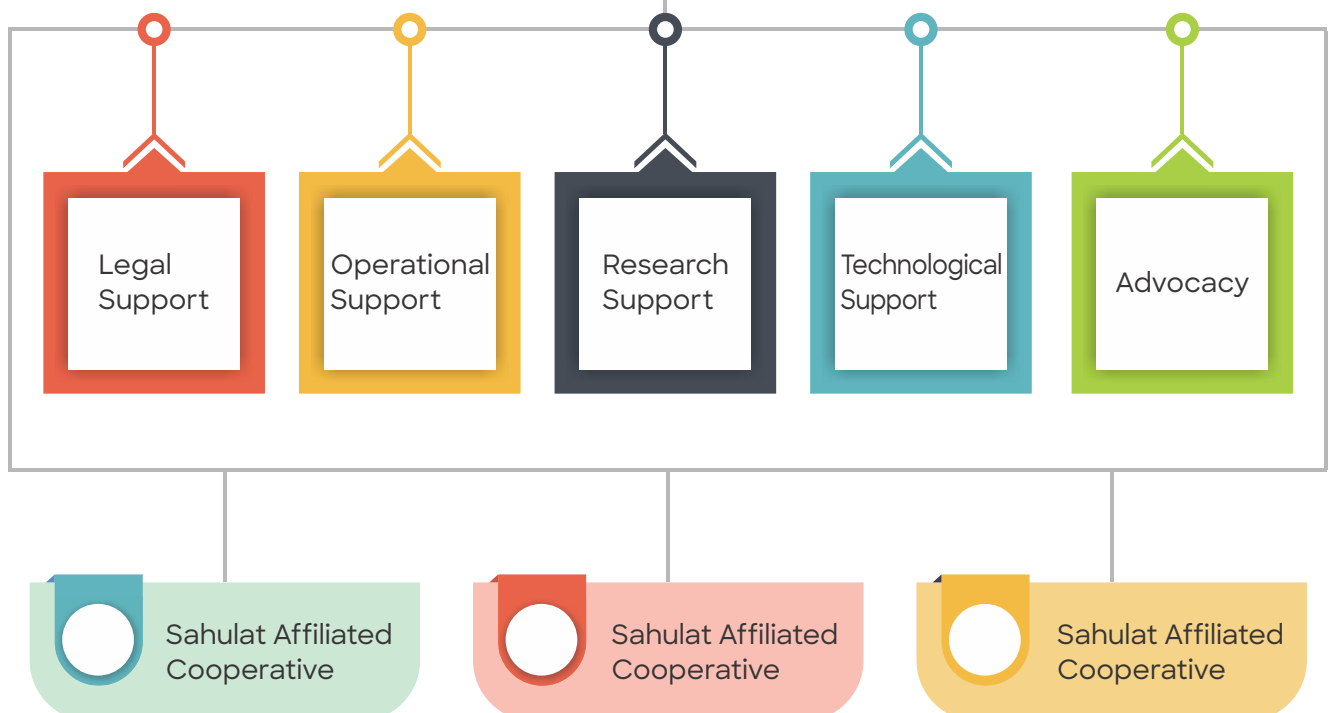 Legal
Support
Operational
Support
Research
Support
Technological
Support
Advocacy
Sahulat Affiliated
Cooperative
Sahulat Affiliated
Cooperative
Sahulat Affiliated
Cooperative